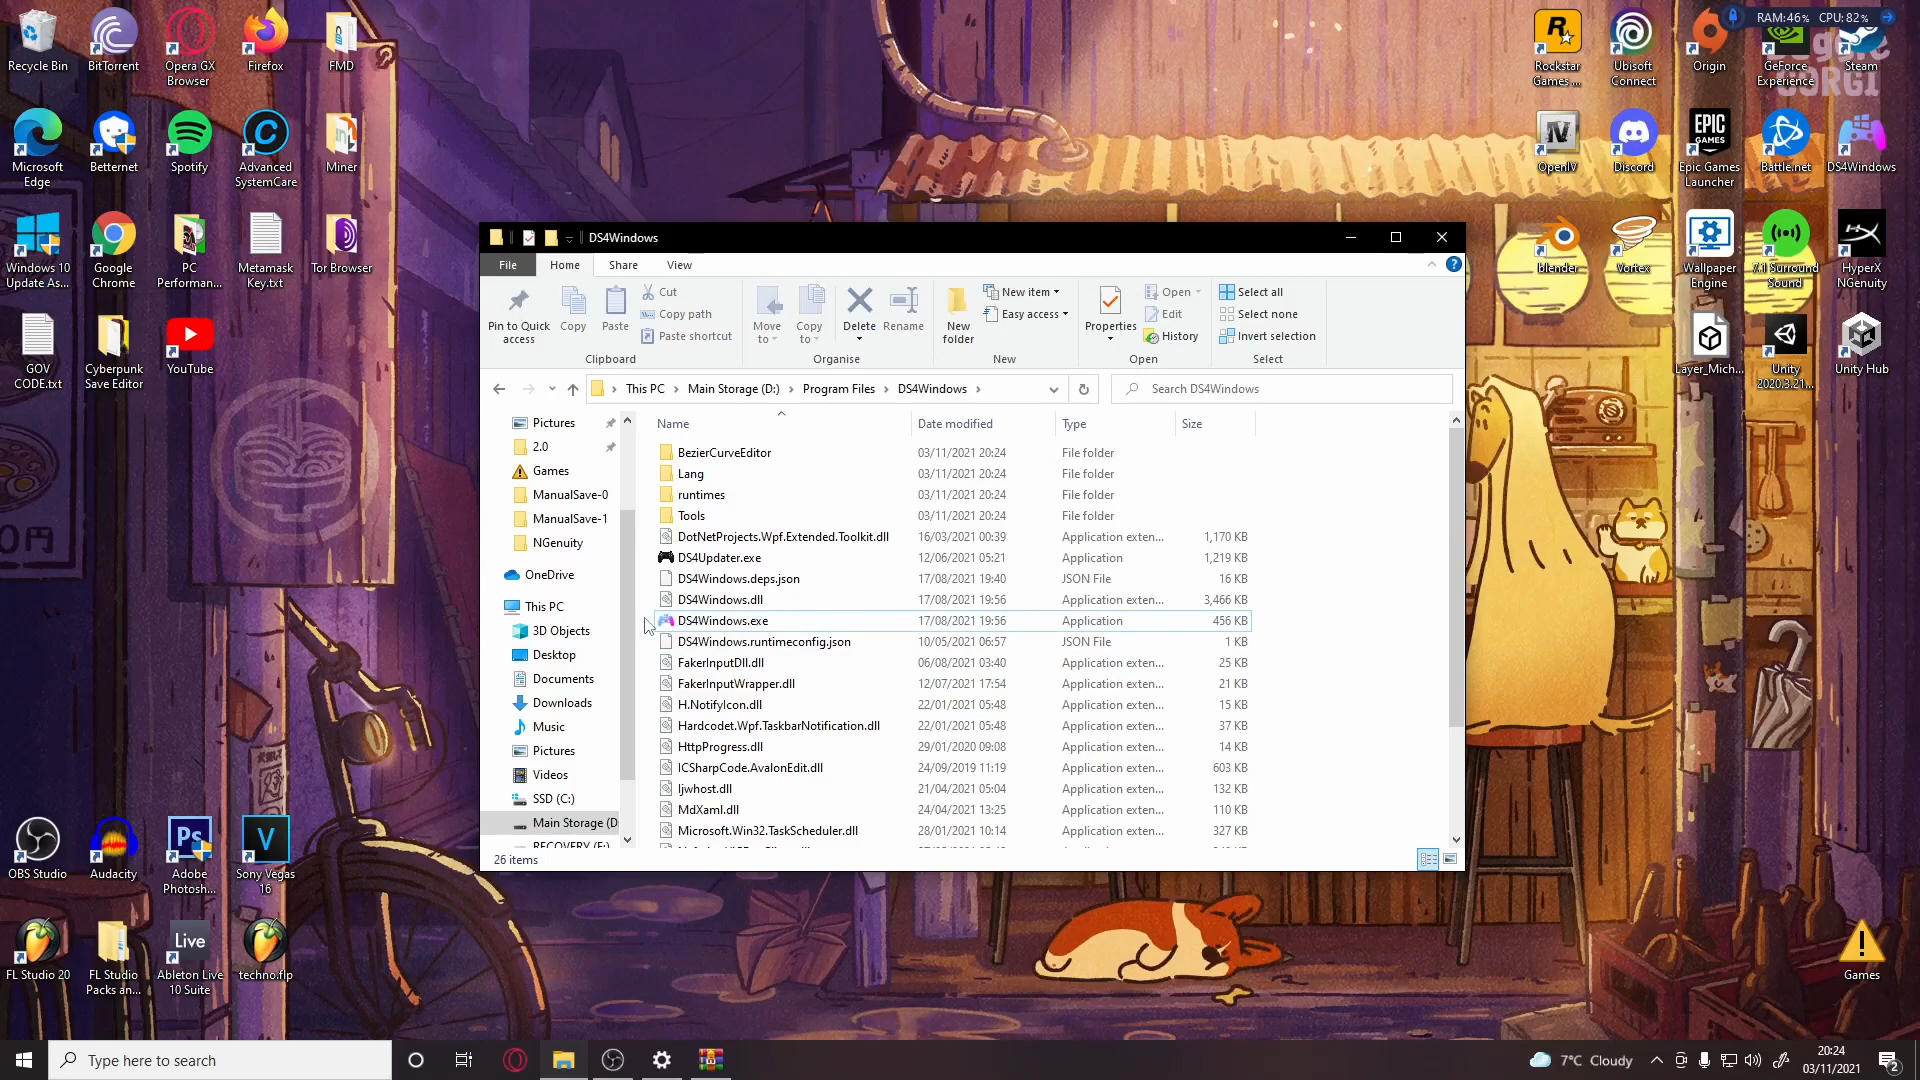 Recycle Bin
BitTorrent
Opera GX
Browser
Firefox
FMD
Microsoft
Edge
Betternet
Spotify
Advanced
SystemCare
Miner
Windows 10
Update As...
Google
Chrome
PC
Performan...
Metamask
Key.txt
Tor Browser
GOV
CODE.txt
Cyberpunk
Save Editor
YouTube
OBS Studio
Audacity
Adobe
Photosh...
Sony Vegas
16
FL Studio 20
FL Studio
Packs an...
Live
Ableton Live
10 Suite
techno.flp
RAM:46% CPU:82%
Rockstar
Games ...
Ubisoft
Connect
Origin
GeForce
Experience
Steam
OpenIV
Discord
EPIC
GAMES
Epic Games
Launcher
Battle.net
DS4Windows
blender
Vortex
Wallpaper
Engine
7.1 Surround
Sound
HyperX
NGenuity
Layer_Mich...
Unity
2020.3.21...
Unity Hub
Games
DS4Windows
File Home Share View
Pin to Quick
access
Copy
Paste
Cut
Copy path
Paste shortcut
Clipboard
Move
to
Copy
to
Delete
Rename
Organise
New
folder
New item
Easy access
New
Properties
Open
Edit
History
Open
Select all
Select none
Invert selection
Select
This PC > Main Storage (D:) > Program Files > DS4Windows >
Search DS4Windows
Pictures
2.0
Games
ManualSave-0
ManualSave-1
NGenuity
OneDrive
This PC
3D Objects
Desktop
Documents
Downloads
Music
Pictures
Videos
SSD (C:)
Main Storage (D
RECOVERY (E:)
Name Date modified Type Size
BezierCurveEditor 03/11/2021 20:24 File folder
Lang 03/11/2021 20:24 File folder
runtimes 03/11/2021 20:24 File folder
Tools 03/11/2021 20:24 File folder
DotNetProjects.Wpf.Extended.Toolkit.dll 16/03/2021 00:39 Application exten... 1,170 KB
DS4Updater.exe 12/06/2021 05:21 Application 1,219 KB
DS4Windows.deps.json 17/08/2021 19:40 JSON File 16 KB
DS4Windows.dll 17/08/2021 19:56 Application exten... 3,466 KB
DS4Windows.exe 17/08/2021 19:56 Application 456 KB
DS4Windows.runtimeconfig.json 10/05/2021 06:57 JSON File 1 KB
FakerInputDll.dll 06/08/2021 03:40 Application exten... 25 KB
FakerInputWrapper.dll 12/07/2021 17:54 Application exten... 21 KB
H.NotifyIcon.dll 22/01/2021 05:48 Application exten... 15 KB
Hardcodet.Wpf.TaskbarNotification.dll 22/01/2021 05:48 Application exten... 37 KB
HttpProgress.dll 29/01/2020 09:08 Application exten... 14 KB
ICSharpCode.AvalonEdit.dll 24/09/2019 11:19 Application exten... 603 KB
Ijwhost.dll 21/04/2021 05:04 Application exten... 132 KB
MdXaml.dll 24/04/2021 13:25 Application exten... 110 KB
Microsoft.Win32.TaskScheduler.dll 28/01/2021 10:14 Application exten... 327 KB
26 items
Type here to search
7°C Cloudy
20:24
03/11/2021
2